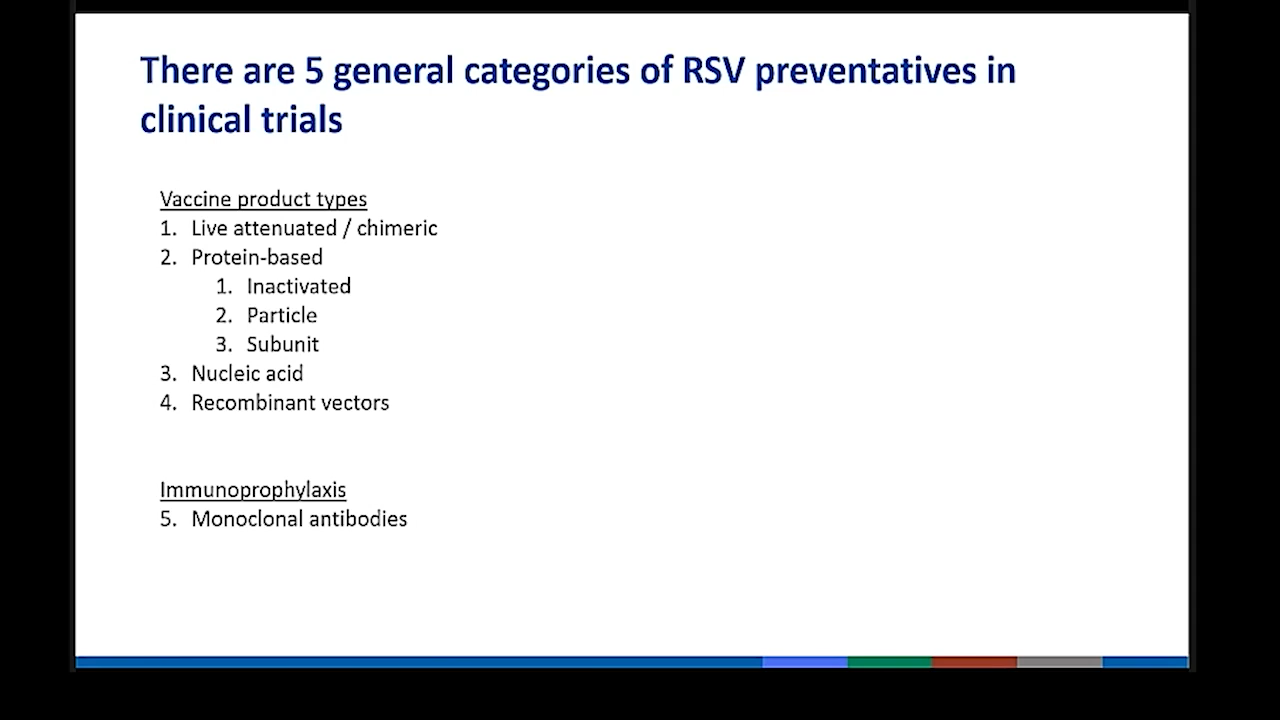 There are 5 general categories of RSV preventatives in
clinical trials
Vaccine product types
1. Live attenuated / chimeric
2. Protein-based
1. Inactivated
2. Particle
3. Subunit
3. Nucleic acid
4. Recombinant vectors
Immunoprophylaxis
5. Monoclonal antibodies